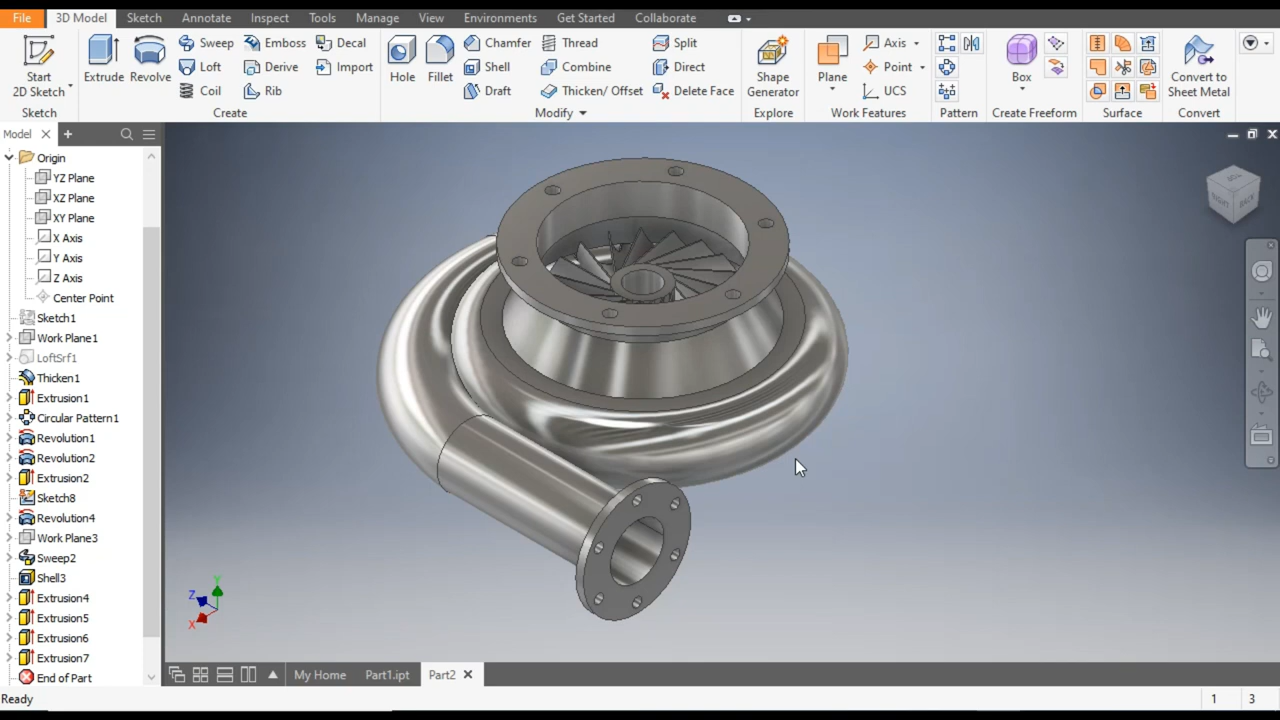 File 3D Model Sketch Annotate Inspect Tools Manage View Environments Get Started Collaborate
Start
2D Sketch
Sketch
Extrude
Revolve
Sweep
Emboss
Decal
Loft
Derive
Import
Coil
Rib
Create
Hole
Fillet
Chamfer
Thread
Split
Shell
Combine
Direct
Draft
Thicken/ Offset
Delete Face
Modify
Shape
Generator
Explore
Plane
Axis
Point
UCS
Work Features
Pattern
Box
Create Freeform
Surface
Convert to
Sheet Metal
Convert
Model
Origin
YZ Plane
XZ Plane
XY Plane
X Axis
Y Axis
Z Axis
Center Point
Sketch1
Work Plane1
LoftSrf1
Thicken1
Extrusion1
Circular Pattern1
Revolution1
Revolution2
Extrusion2
Sketch8
Revolution4
Work Plane3
Sweep2
Shell3
Extrusion4
Extrusion5
Extrusion6
Extrusion7
End of Part
RIGHT
BACK
Y
Z
X
My Home Part1.ipt Part2
Ready 1 3